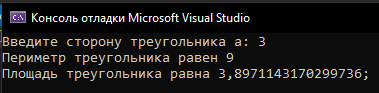 Консоль отладки Microsoft Visual Studio
Введите сторону треугольника a: 3
Периметр треугольника равен 9
Площадь треугольника равна 3,8971143170299736;